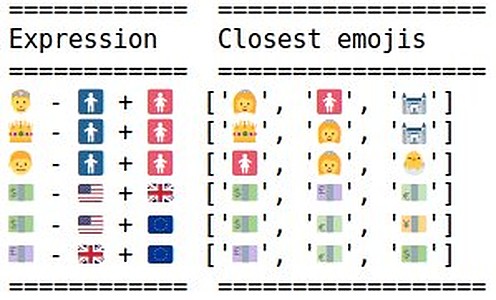 ============ ====================
Expression Closest emojis
============ ====================
🤴 - 🚹 + 🚺 ['👸', '🚺', '🏰']
👑 - 🚹 + 🚺 ['👑', '👸', '🏰']
👦 - 🚹 + 🚺 ['🚺', '👸', '🐣']
💵 - 🇺🇸 + 🇬🇧 ['💵', '💷', '💶']
💵 - 🇺🇸 + 🇪🇺 ['💵', '💶', '💴']
💷 - 🇬🇧 + 🇪🇺 ['💷', '💶', '💵']
============ ====================